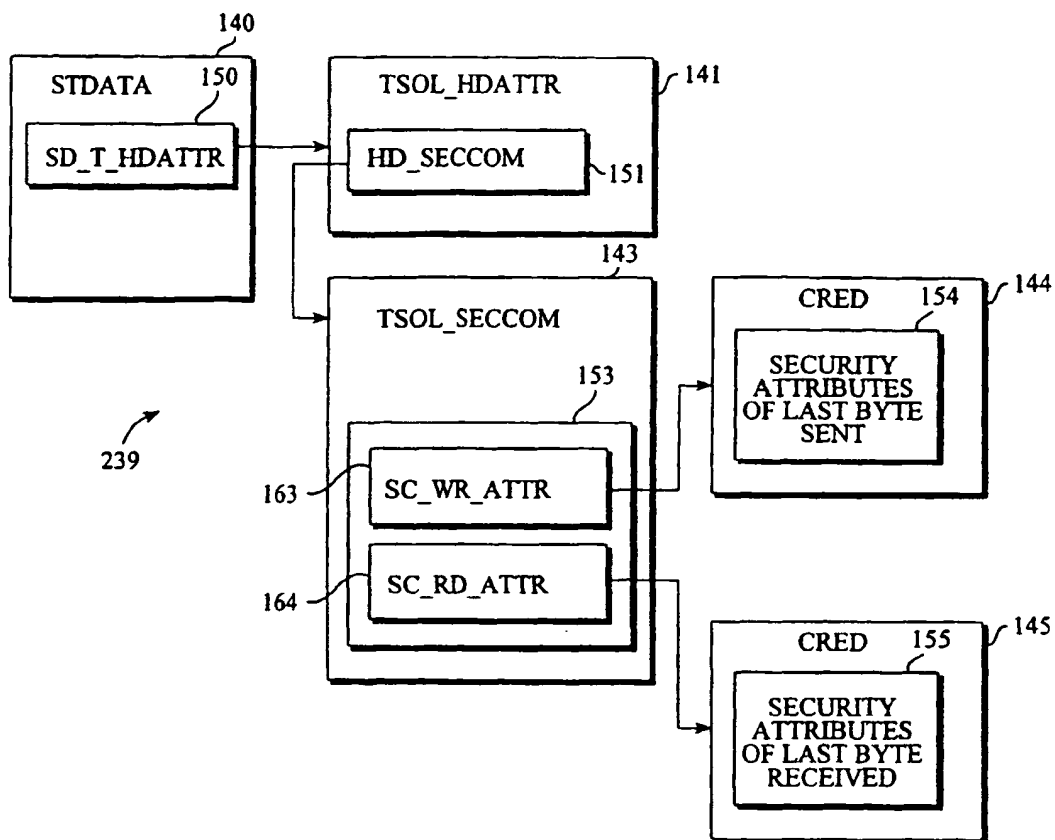 140
STDATA
150
SD_T_HDATTR
TSOL_HDATTR
141
HD_SECCOM
151
143
TSOL_SECCOM
153
163
SC_WR_ATTR
164
SC_RD_ATTR
239
CRED
144
154
SECURITY
ATTRIBUTES
OF LAST BYTE
SENT
CRED
145
155
SECURITY
ATTRIBUTES
OF LAST BYTE
RECEIVED